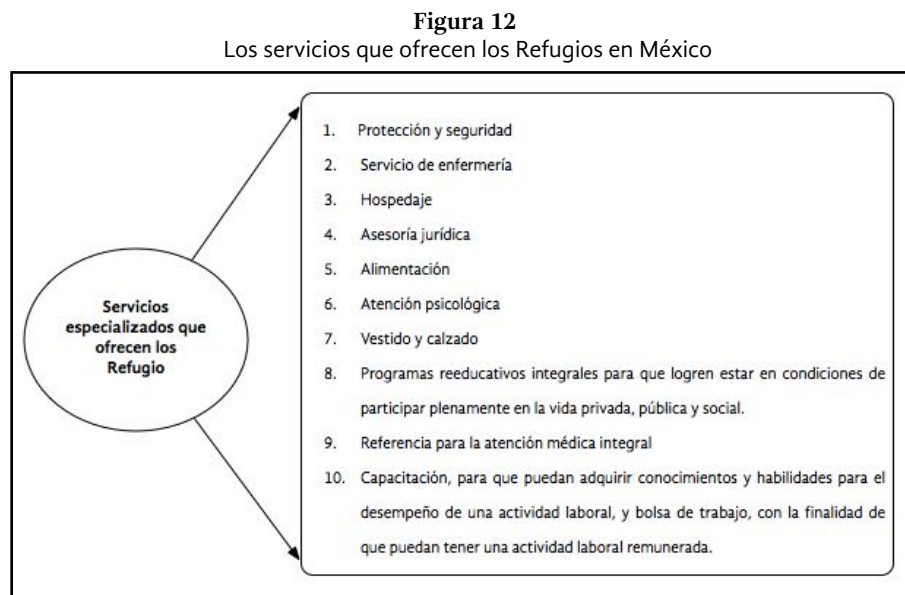 Figura 12
Los servicios que ofrecen los Refugios en México
Servicios
especializados que
ofrecen los
Refugio
1. Protección y seguridad
2. Servicio de enfermería
3. Hospedaje
4. Asesoría jurídica
5. Alimentación
6. Atención psicológica
7. Vestido y calzado
8. Programas reeducativos integrales para que logren estar en condiciones de
participar plenamente en la vida privada, pública y social.
9. Referencia para la atención médica integral
10. Capacitación, para que puedan adquirir conocimientos y habilidades para el
desempeño de una actividad laboral, y bolsa de trabajo, con la finalidad de
que puedan tener una actividad laboral remunerada.